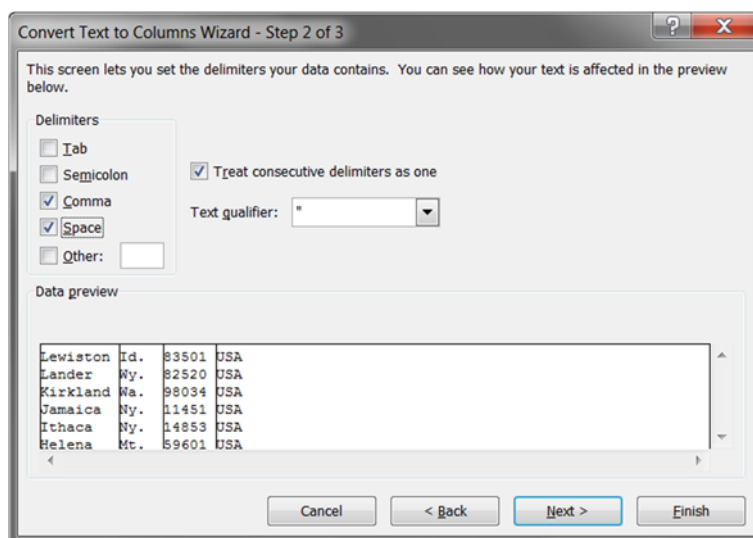 Convert Text to Columns Wizard - Step 2 of 3
?
X
This screen lets you set the delimiters your data contains.  You can see how your text is affected in the preview
below.
Delimiters
Tab
Semicolon
Comma
Space
Other:
Treat consecutive delimiters as one
Text qualifier: "
Data preview
Lewiston Id. 83501 USA
Lander Wy. 82520 USA
Kirkland Wa. 98034 USA
Jamaica Ny. 11451 USA
Ithaca Ny. 14853 USA
Helena Mt. 59601 USA
Cancel < Back Next > Finish